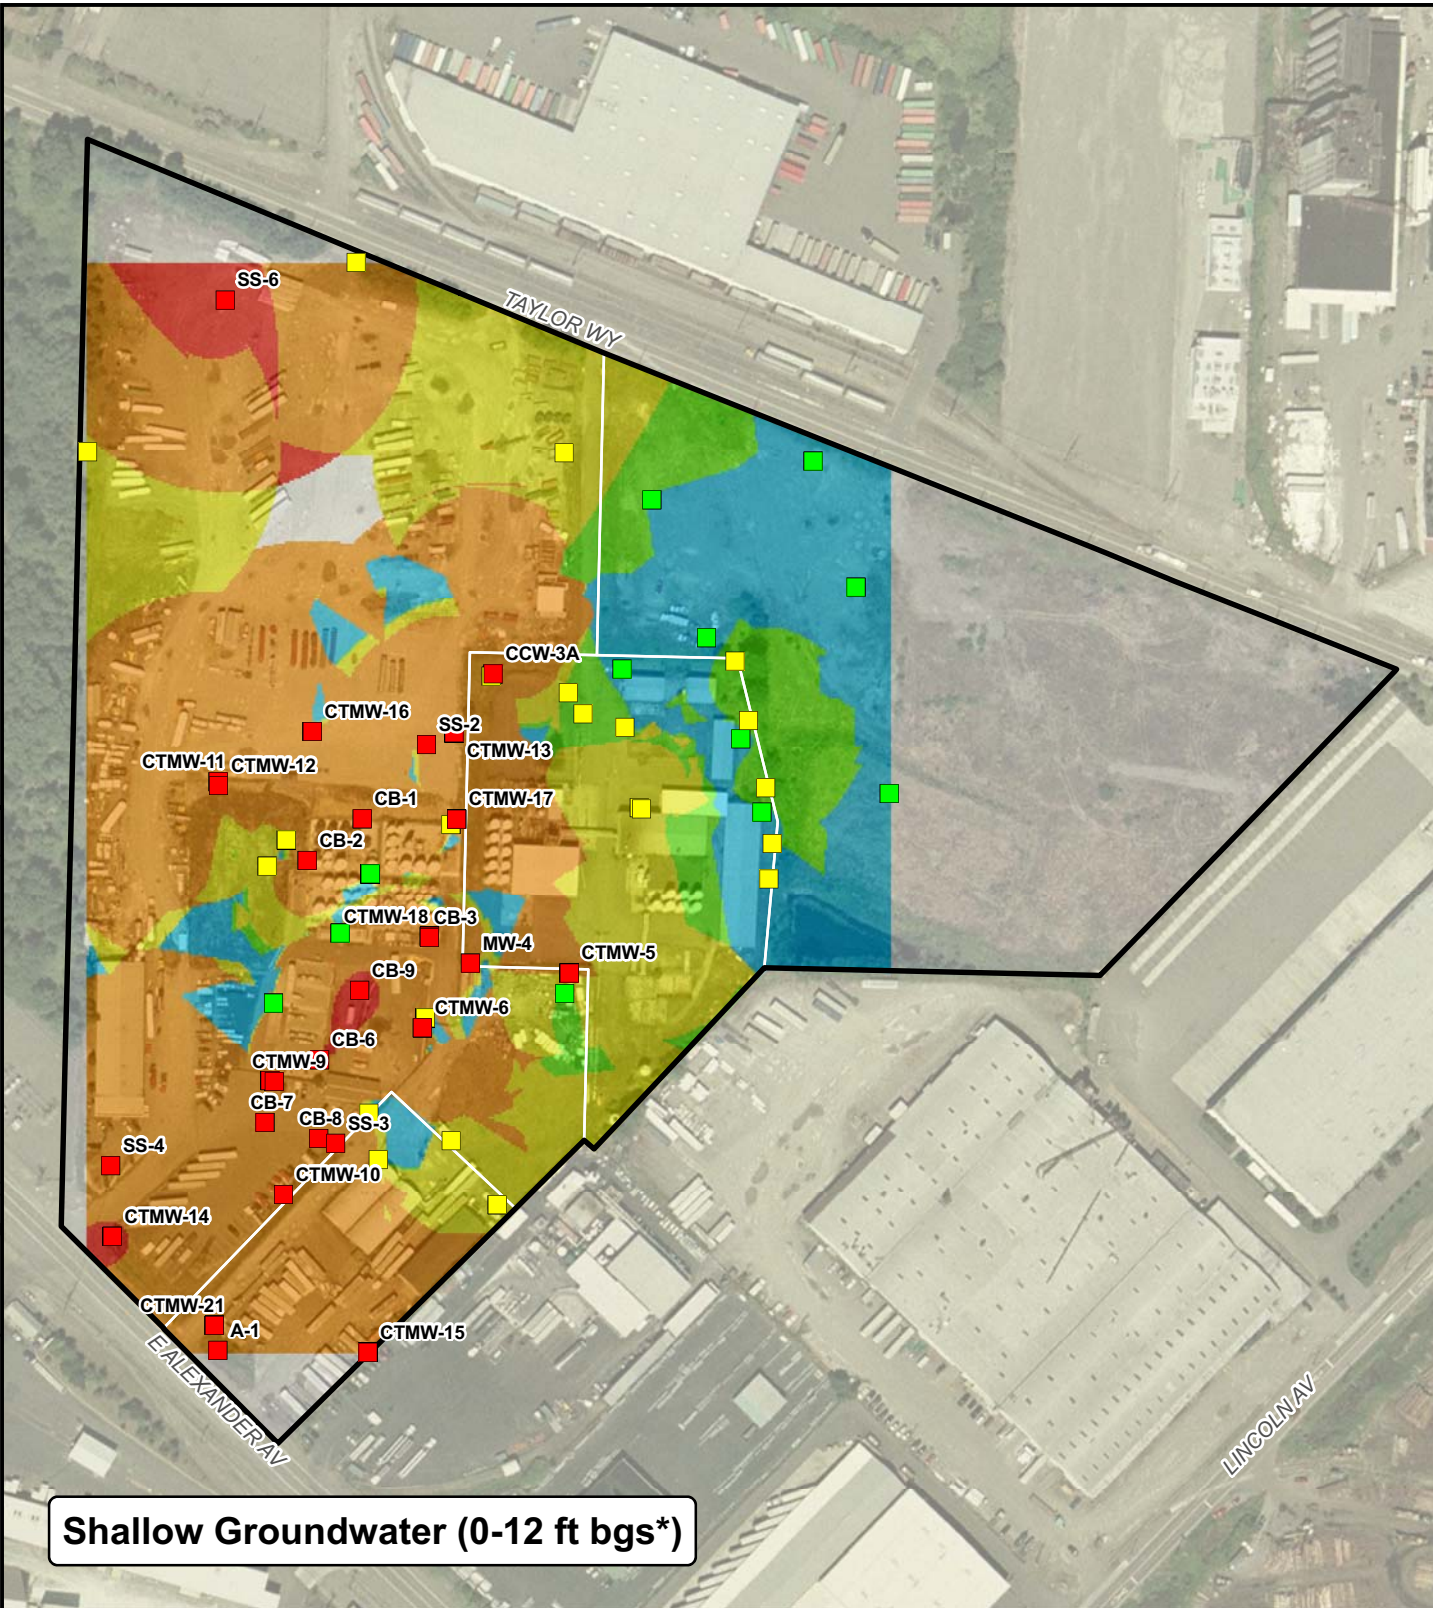 SS-6
TAYLOR WY
CCW-3A
CTMW-16
SS-2
CTMW-13
CTMW-11
CTMW-12
CB-1
CTMW-17
CB-2
CTMW-18
CB-3
MW-4
CTMW-5
CB-9
CTMW-6
CB-6
CTMW-9
CB-7
CB-8
SS-3
SS-4
CTMW-10
CTMW-14
CTMW-21
A-1
CTMW-15
E ALEXANDER AV
LINCOLN AV
Shallow Groundwater (0-12 ft bgs*)